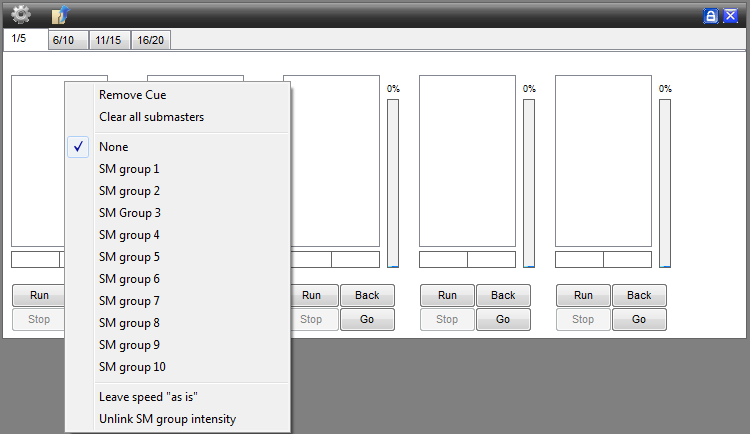 1/5 6/10 11/15 16/20
0% 0% 0%
Remove Cue
Clear all submasters
None
SM group 1
SM group 2
SM Group 3
SM group 4
SM group 5
SM group 6
SM group 7
SM group 8
SM group 9
SM group 10
Leave speed "as is"
Unlink SM group intensity
Run Run Back Run Back Run Back
Stop Stop Go Stop Go Stop Go